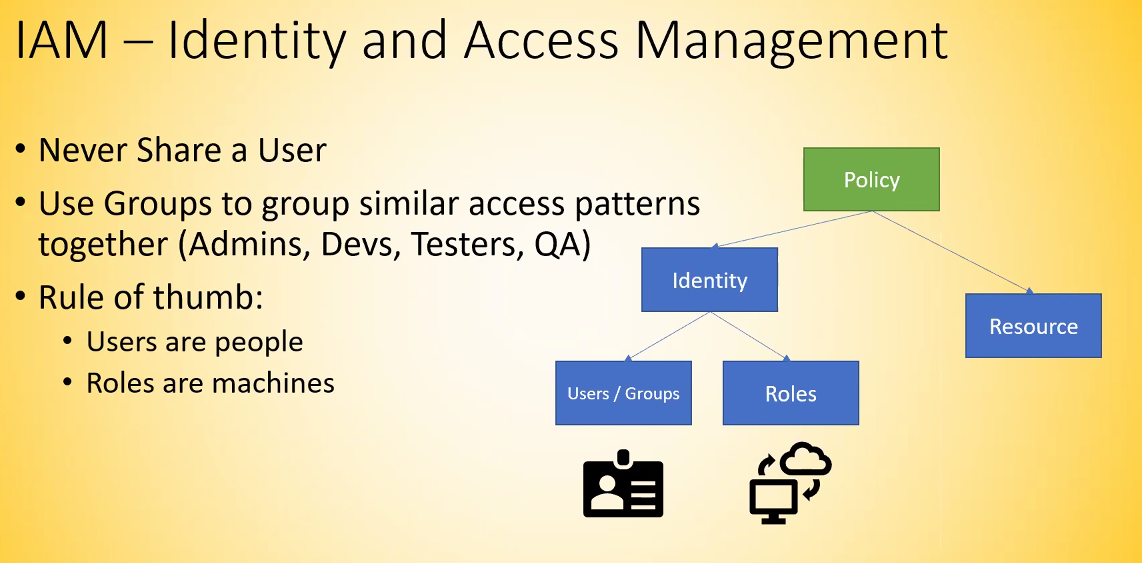 IAM – Identity and Access Management
• Never Share a User
• Use Groups to group similar access patterns
together (Admins, Devs, Testers, QA)
• Rule of thumb:
• Users are people
• Roles are machines
Policy
Identity
Resource
Users / Groups
Roles